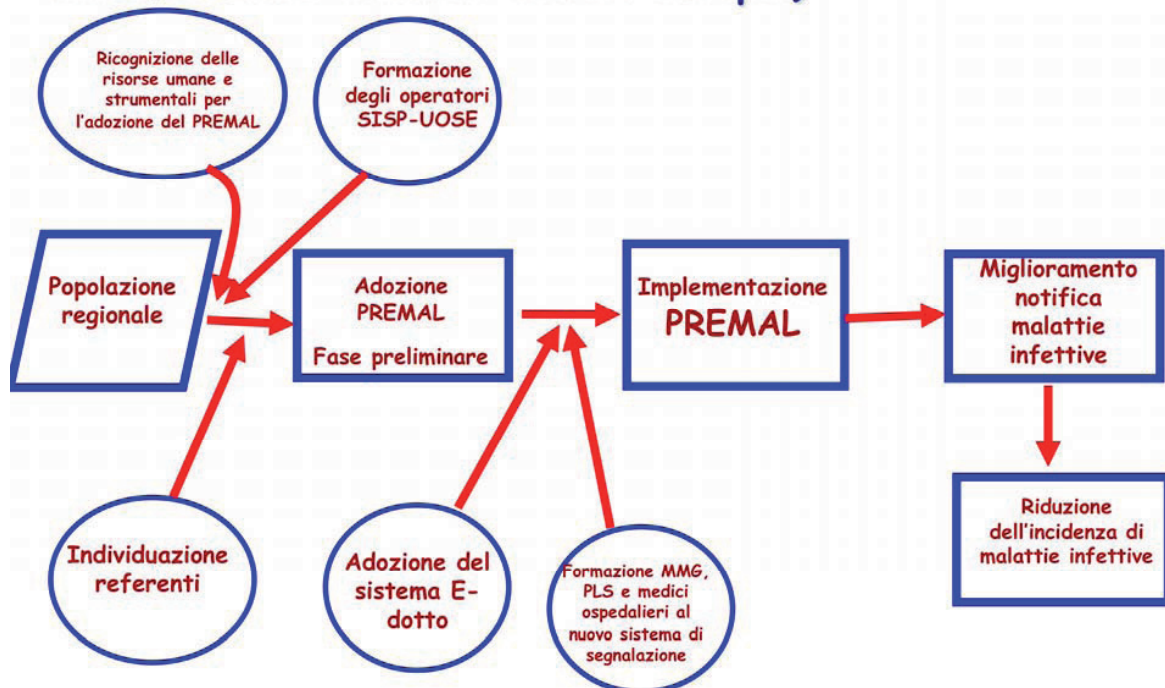 Ricognizione delle
risorse umane e
strumentali per
l'adozione del PREMAL
Formazione
degli operatori
SISP-UOSE
Popolazione
regionale
Adozione
PREMAL
Fase preliminare
Implementazione
PREMAL
Miglioramento
notifica
malattie
infettive
Individuazione
referenti
Adozione del
sistema E-
dotto
Formazione MMG,
PLS e medici
ospedalieri al
nuovo sistema di
segnalazione
Riduzione
dell'incidenza di
malattie infettive